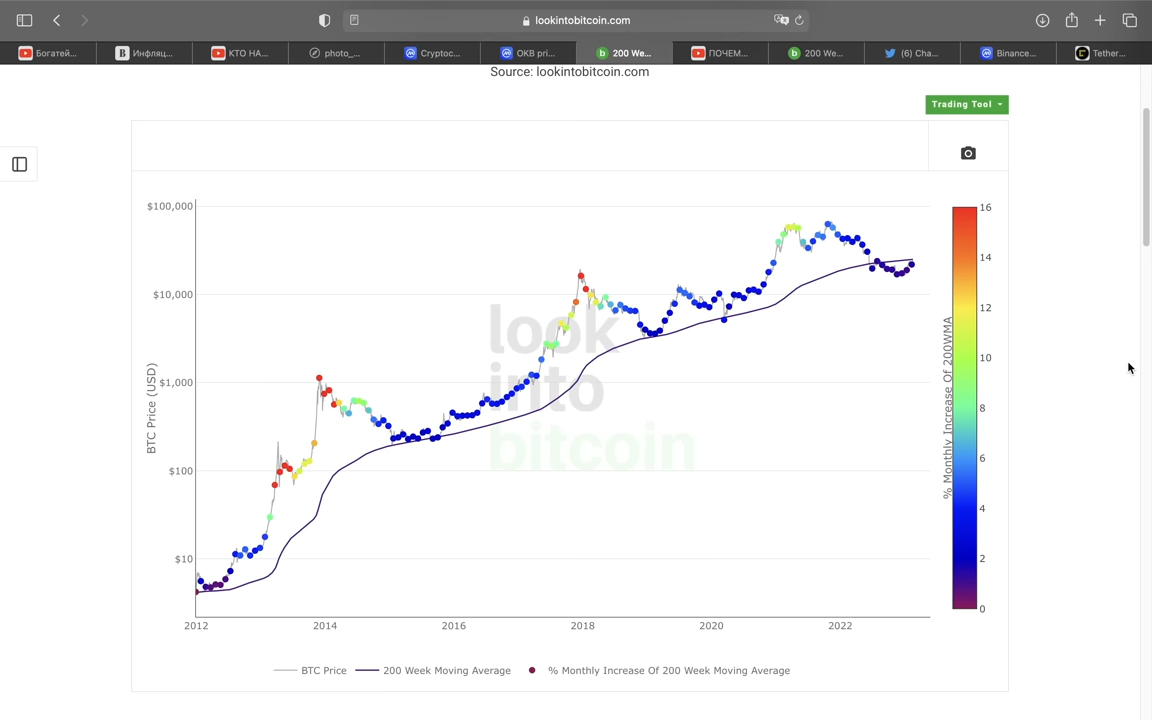 lookintobitcoin.com
Богатей...
Инфляц...
КТО НА...
photo_...
Cryptoc...
OKB pri...
200 We...
ПОЧЕМ...
200 We...
(6) Cha...
Binance...
Tether...
Source: lookintobitcoin.com
Trading Tool
$100,000
$10,000
$1,000
$100
$10
BTC Price (USD)
look
into
bitcoin
2012
2014
2016
2018
2020
2022
16
14
12
10
8
6
4
2
0
% Monthly Increase Of 200WMA
BTC Price
200 Week Moving Average
% Monthly Increase Of 200 Week Moving Average